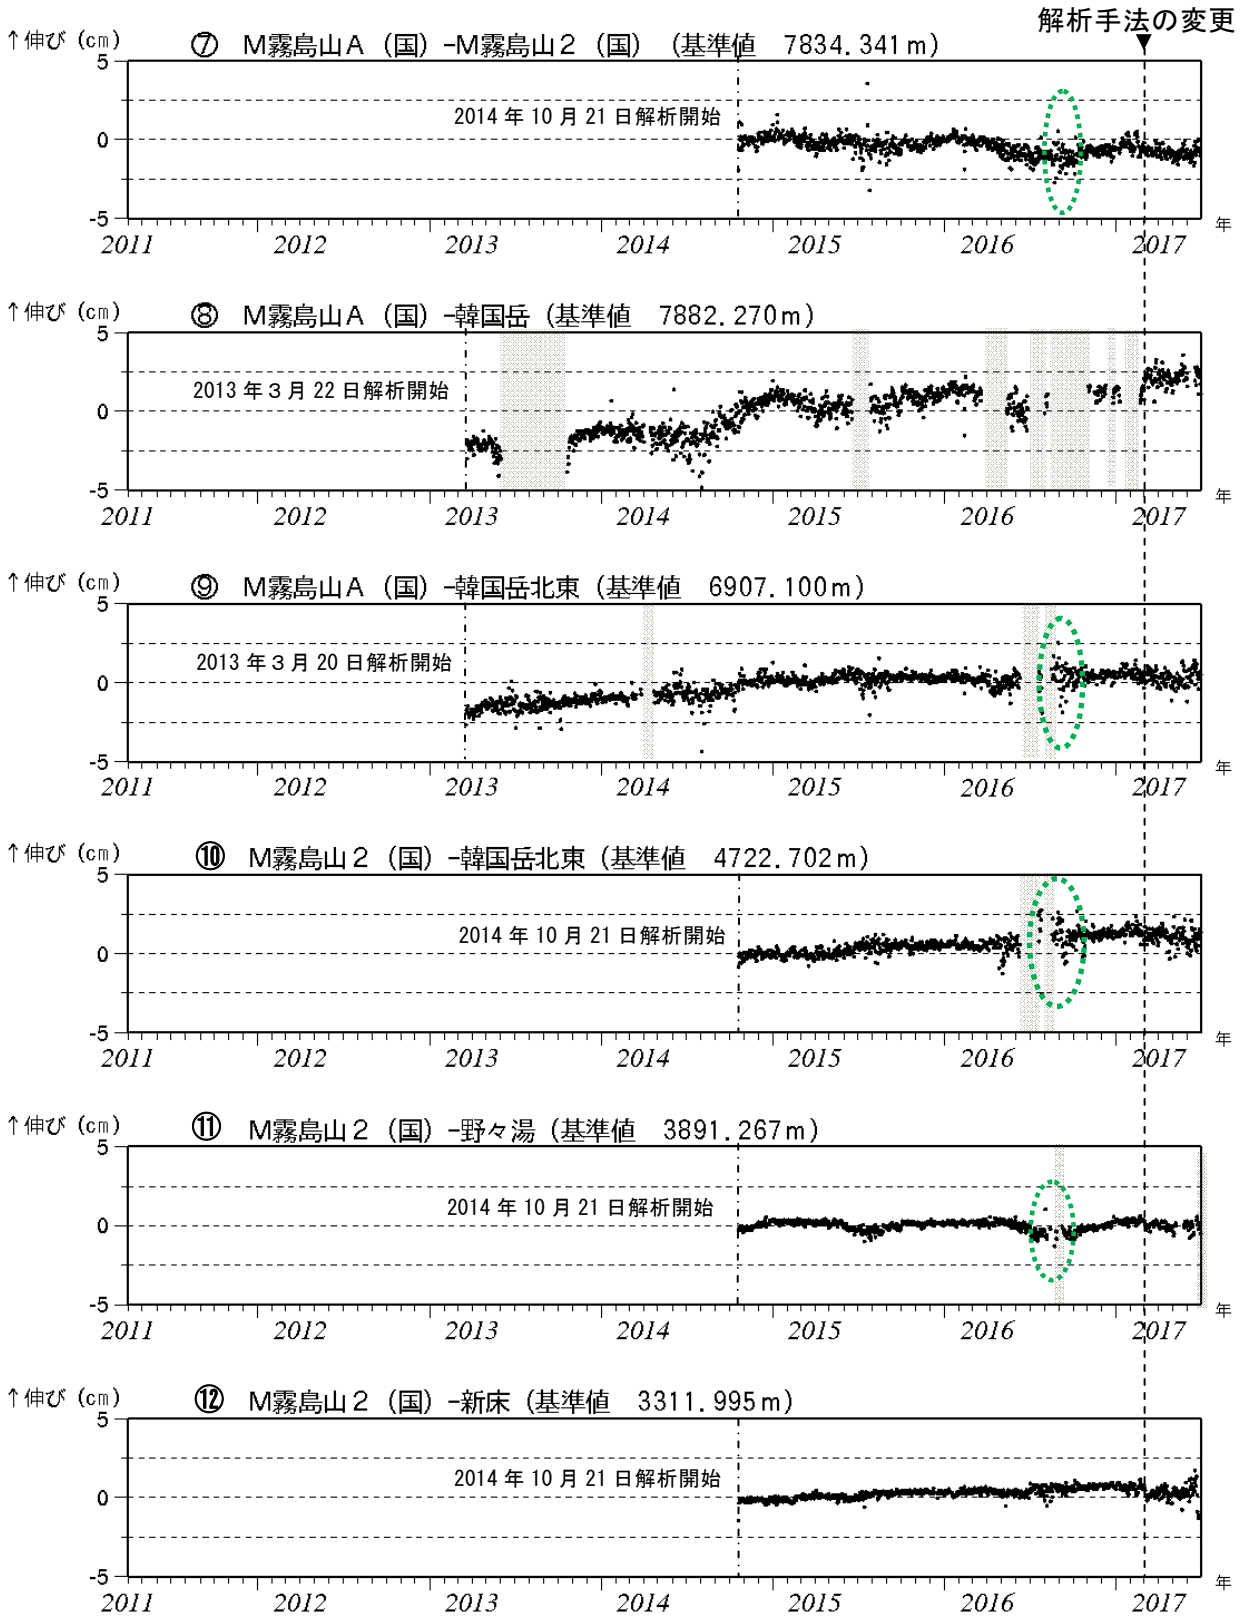 解析手法の変更
▼
↑伸び (cm) ⑦ M霧島山A (国) -M霧島山2 (国) (基準値 7834.341m)
5
2014年10月21日解析開始
0
-5
年
2011 2012 2013 2014 2015 2016 2017
↑伸び (cm) ⑧ M霧島山A (国) -韓国岳 (基準値 7882.270m)
5
2013年3月22日解析開始
0
-5
年
2011 2012 2013 2014 2015 2016 2017
↑伸び (cm) ⑨ M霧島山A (国) -韓国岳北東 (基準値 6907.100m)
5
2013年3月20日解析開始
0
-5
年
2011 2012 2013 2014 2015 2016 2017
↑伸び (cm) ⑩ M霧島山2 (国) -韓国岳北東 (基準値 4722.702m)
5
2014年10月21日解析開始
0
-5
年
2011 2012 2013 2014 2015 2016 2017
↑伸び (cm) ⑪ M霧島山2 (国) -野々湯 (基準値 3891.267m)
5
2014年10月21日解析開始
0
-5
年
2011 2012 2013 2014 2015 2016 2017
↑伸び (cm) ⑫ M霧島山2 (国) -新床 (基準値 3311.995m)
5
2014年10月21日解析開始
0
-5
年
2011 2012 2013 2014 2015 2016 2017